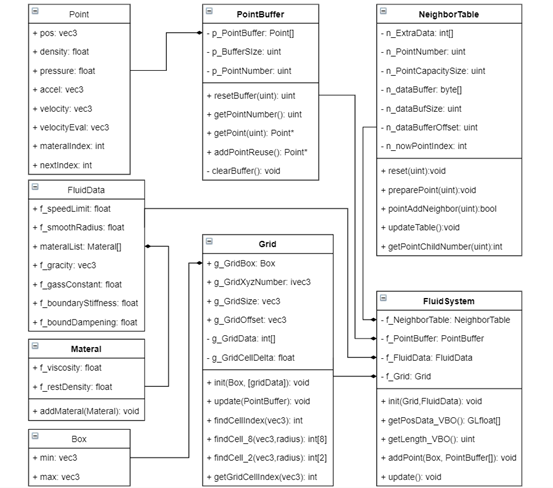 Point
+ pos: vec3
+ density: float
+ pressure: float
+ accel: vec3
+ velocity: vec3
+ velocityEval: vec3
+ materalIndex: int
+ nextIndex: int
PointBuffer
- p_PointBuffer: Point[]
- p_BufferSize: uint
- p_PointNumber: uint
+ resetBuffer(uint): uint
+ getPointNumber(): uint
+ getPoint(uint): Point*
+ addPointReuse(): Point*
- clearBuffer(): void
NeighborTable
- n_ExtraData: int[]
- n_PointNumber: uint
- n_PointCapacitySize: uint
- n_dataBuffer: byte[]
- n_dataBufSize: uint
- n_dataBufferOffset: uint
- n_nowPointIndex: int
+ reset(uint):void
+ preparePoint(uint):void
+ pointAddNeighbor(uint):bool
+ updateTable():void
+ getPointChildNumber(uint):int
FluidData
+ f_speedLimit: float
+ f_smoothRadius: float
+ materalList: Materal[]
+ f_gracity: vec3
+ f_gassConstant: float
+ f_boundaryStiffness: float
+ f_boundDampening: float
Materal
+ f_viscosity: float
+ f_restDensity: float
+ addMateral(Materal): void
Box
+ min: vec3
+ max: vec3
Grid
+ g_GridBox: Box
+ g_GridXyzNumber: ivec3
+ g_GridSize: vec3
+ g_GridOffset: vec3
- g_GridData: int[]
- g_GridCellDelta: float
+ init(Box, [gridData]): void
+ update(PointBuffer): void
+ findCellIndex(vec3): int
+ findCell_8(vec3,radius): int[8]
+ findCell_2(vec3,radius): int[2]
+ getGridCellIndex(vec3): int
FluidSystem
- f_NeighborTable: NeighborTable
- f_PointBuffer: PointBuffer
- f_FluidData: FluidData
- f_Grid: Grid
+ init(Grid,FluidData): void
+ getPosData_VBO(): GLfloat[]
+ getLength_VBO(): uint
+ addPoint(Box, PointBuffer[]): void
+ update(): void